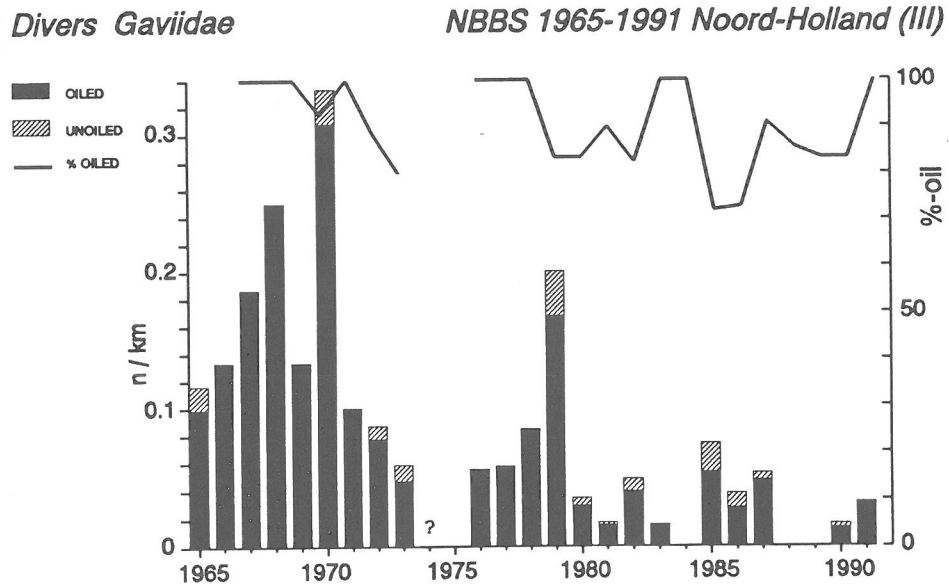 Divers Gaviidae
NBBS 1965-1991 Noord-Holland (III)
OILED
UNOILED
% OILED
n / km
0.3
0.2
0.1
0
100
50
0
%-oil
?
1965 1970 1975 1980 1985 1990